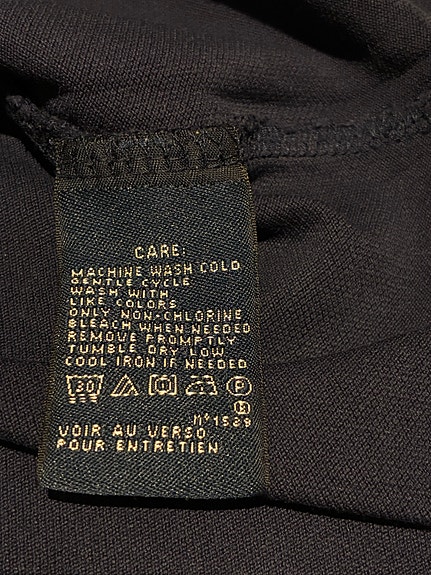 CARE:
MACHINE WASH COLD
GENTLE CYCLE
WASH WITH
LIKE COLORS
ONLY NON-CHLORINE
BLEACH WHEN NEEDED
REMOVE PROMPTLY
TUMBLE DRY LOW
COOL IRON IF NEEDED
30 P
nº1529
VOIR AU VERSO
POUR ENTRETIEN